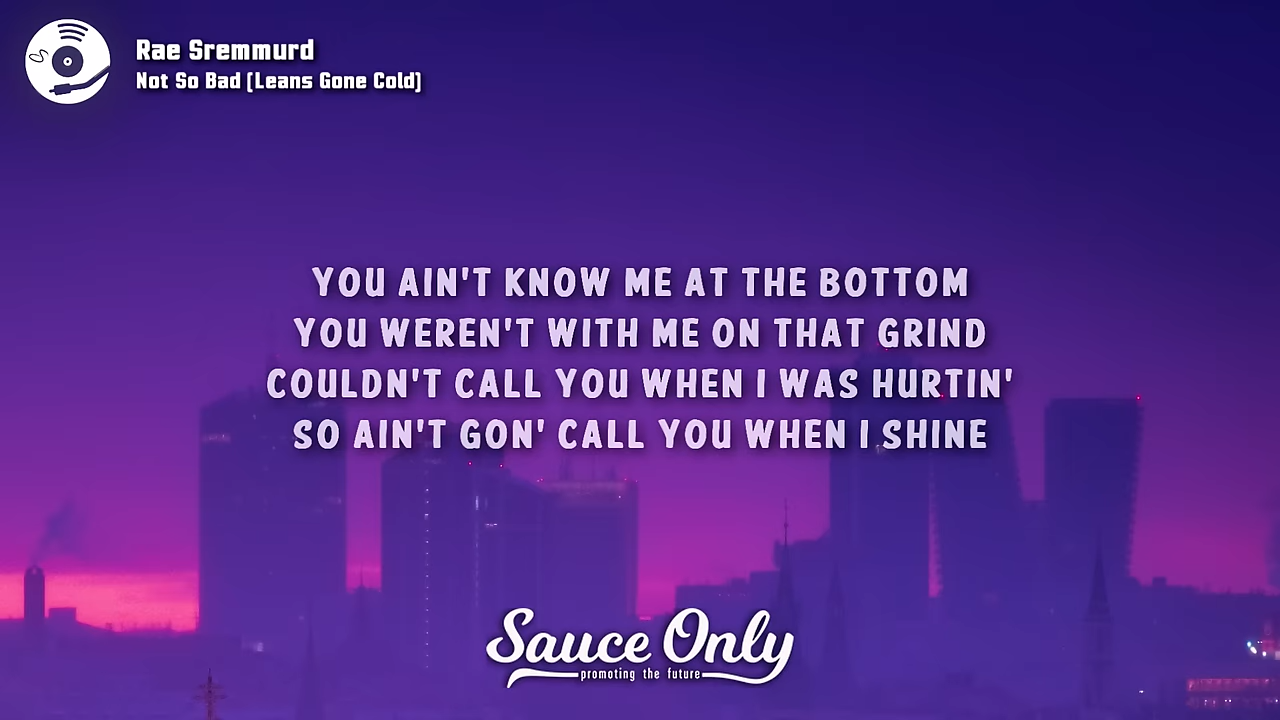 Rae Sremmurd
Not So Bad [Leans Gone Cold]
YOU AIN'T KNOW ME AT THE BOTTOM
YOU WEREN'T WITH ME ON THAT GRIND
COULDN'T CALL YOU WHEN I WAS HURTIN'
SO AIN'T GON' CALL YOU WHEN I SHINE
Sauce Only
promoting the future